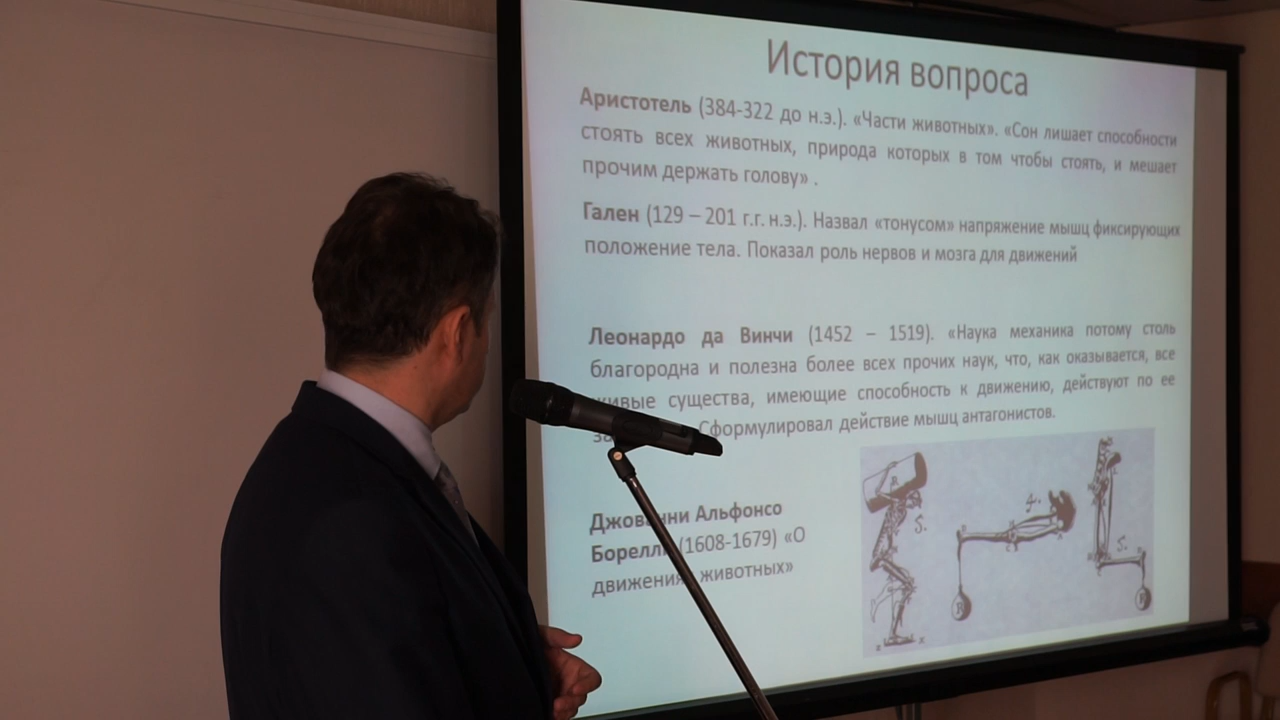 История вопроса
Аристотель (384-322 до н.э.). «Части животных». «Сон лишает способности
стоять всех животных, природа которых в том чтобы стоять, и мешает
прочим держать голову» .
Гален (129 – 201 г.г. н.э.). Назвал «тонусом» напряжение мышц фиксирующих
положение тела. Показал роль нервов и мозга для движений
Леонардо да Винчи (1452 – 1519). «Наука механика потому столь
благородна и полезна более всех прочих наук, что, как оказывается, все
живые существа, имеющие способность к движению, действуют по ее
Сформулировал действие мышц антагонистов.
Джованни Альфонсо
Борелли (1608-1679) «О
движениях животных»
R 5. 4. 5.
R R